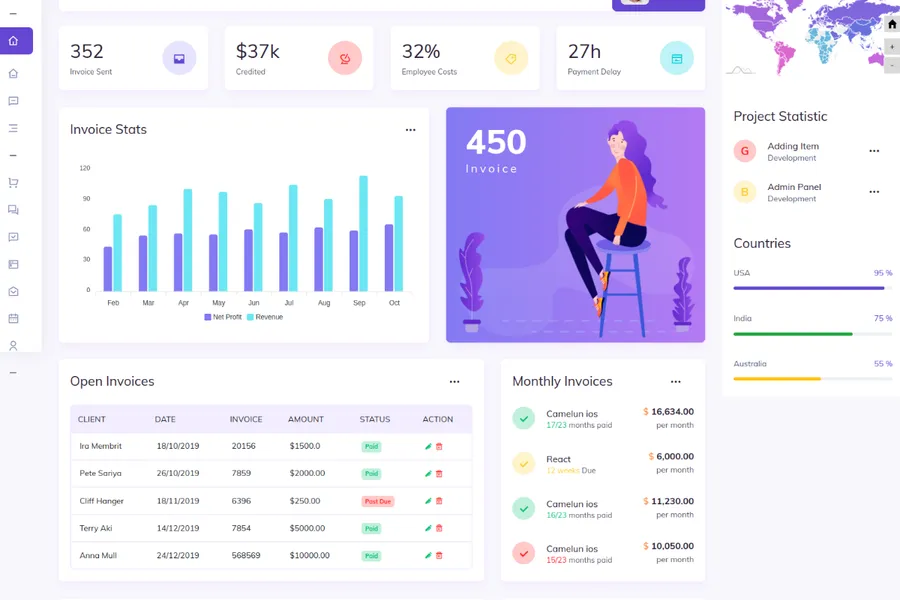 352
Invoice Sent
$37k
Credited
32%
Employee Costs
27h
Payment Delay
Invoice Stats
120
90
60
30
0
Feb Mar Apr May Jun Jul Aug Sep Oct
Net Profit Revenue
450
Invoice
Project Statistic
G
Adding Item
Development
B
Admin Panel
Development
Countries
USA 95 %
India 75 %
Australia 55 %
Open Invoices
CLIENT DATE INVOICE AMOUNT STATUS ACTION
Ira Membrit 18/10/2019 20156 $1500.0 Paid
Pete Sariya 26/10/2019 7859 $2000.00 Paid
Cliff Hanger 18/11/2019 6396 $250.00 Past Due
Terry Aki 14/12/2019 7854 $5000.00 Paid
Anna Mull 24/12/2019 568569 $10000.00 Paid
Monthly Invoices
Camelun ios $ 16,634.00
17/23 months paid per month
React $ 6,000.00
12 weeks Due per month
Camelun ios $ 11,230.00
16/23 months paid per month
Camelun ios $ 10,050.00
15/23 months paid per month